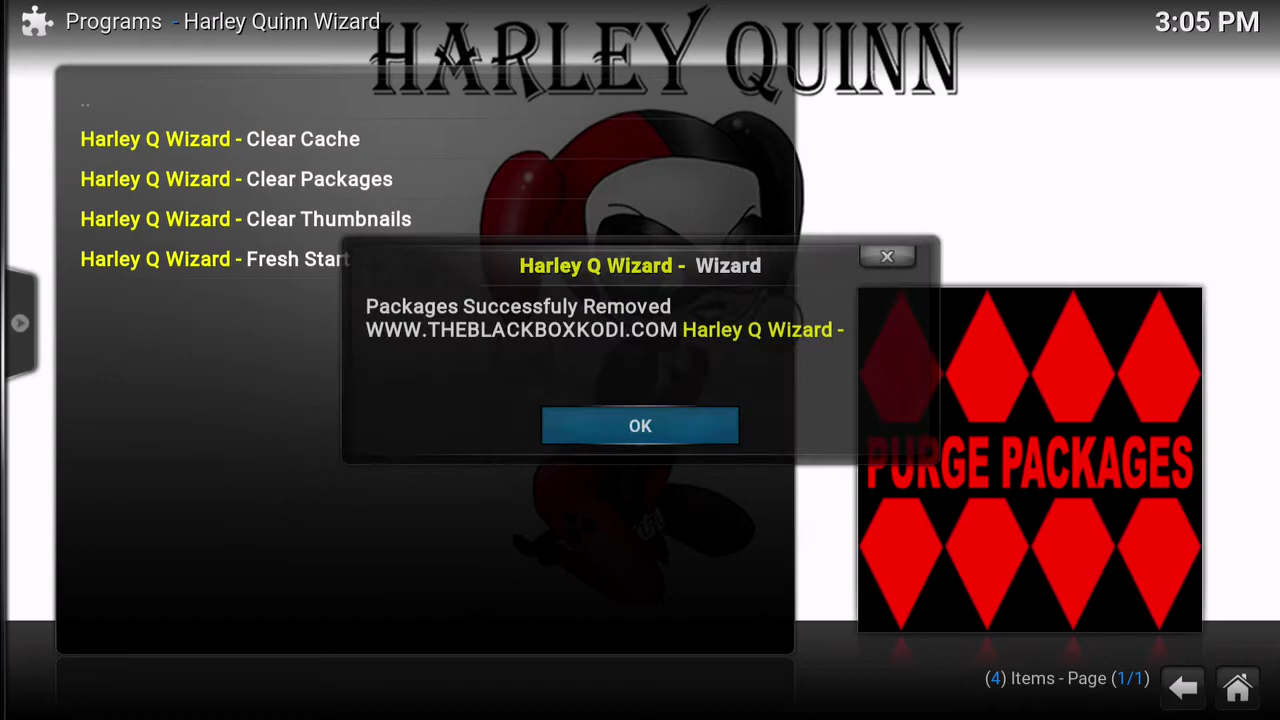 Programs - Harley Quinn Wizard
3:05 PM
HARLEY QUINN
..
Harley Q Wizard - Clear Cache
Harley Q Wizard - Clear Packages
Harley Q Wizard - Clear Thumbnails
Harley Q Wizard - Fresh Start
Harley Q Wizard - Wizard
Packages Successfuly Removed
WWW.THEBLACKBOXKODI.COM Harley Q Wizard -
OK
PURGE PACKAGES
(4) Items - Page (1/1)